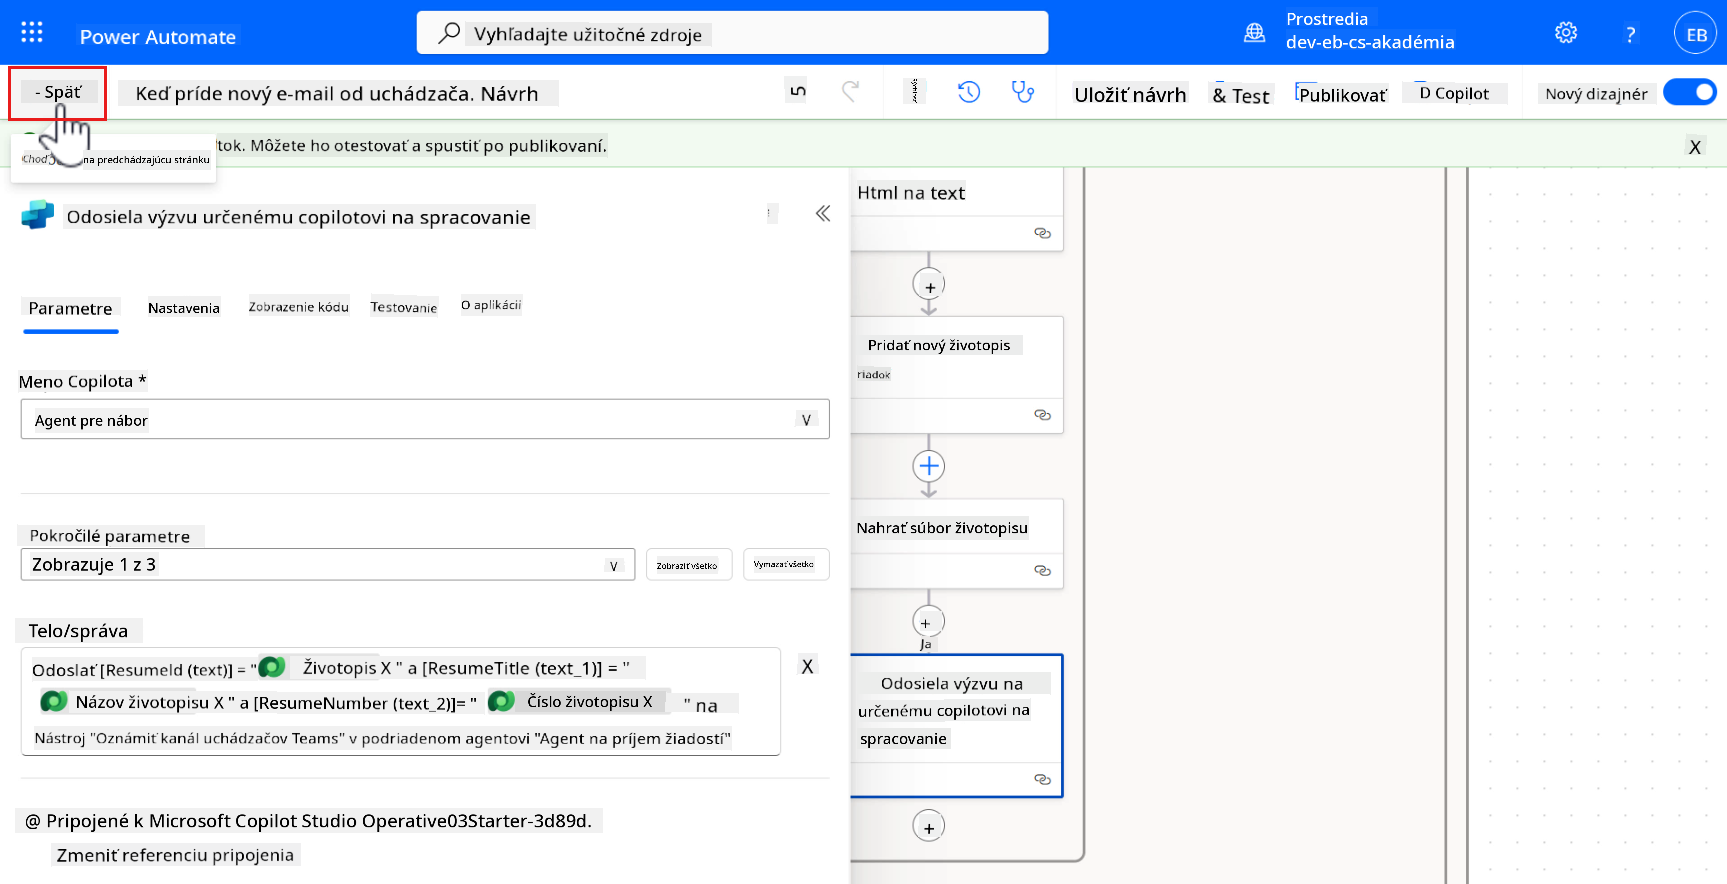 Power Automate
Vyhľadajte užitočné zdroje
Prostredia
dev-eb-cs-akadémia
?
EB
- Späť
Keď príde nový e-mail od uchádzača. Návrh
Uložiť návrh
& Test
Publikovať
D Copilot
Nový dizajnér
tok. Môžete ho otestovať a spustiť po publikovaní.
X
Choď
na predchádzajúcu stránku
Odosiela výzvu určenému copilotovi na spracovanie
Parametre
Nastavenia
Zobrazenie kódu
Testovanie
O aplikácií
Meno Copilota *
Agent pre nábor
V
Pokročilé parametre
Zobrazuje 1 z 3
V
Zobraziť všetko
Vymazať všetko
Telo/správa
Odoslať [ResumeId (text)] = " Životopis X " a [ResumeTitle (text_1)] = "
Názov životopisu X " a [ResumeNumber (text_2)]= " Číslo životopisu X " na
Nástroj "Oznámiť kanál uchádzačov Teams" v podriadenom agentovi "Agent na príjem žiadostí"
X
@ Pripojené k Microsoft Copilot Studio Operative03Starter-3d89d.
Zmeniť referenciu pripojenia
Html na text
Pridať nový životopis
riadok
Nahrať súbor životopisu
Ja
Odosiela výzvu na
určenému copilotovi na
spracovanie